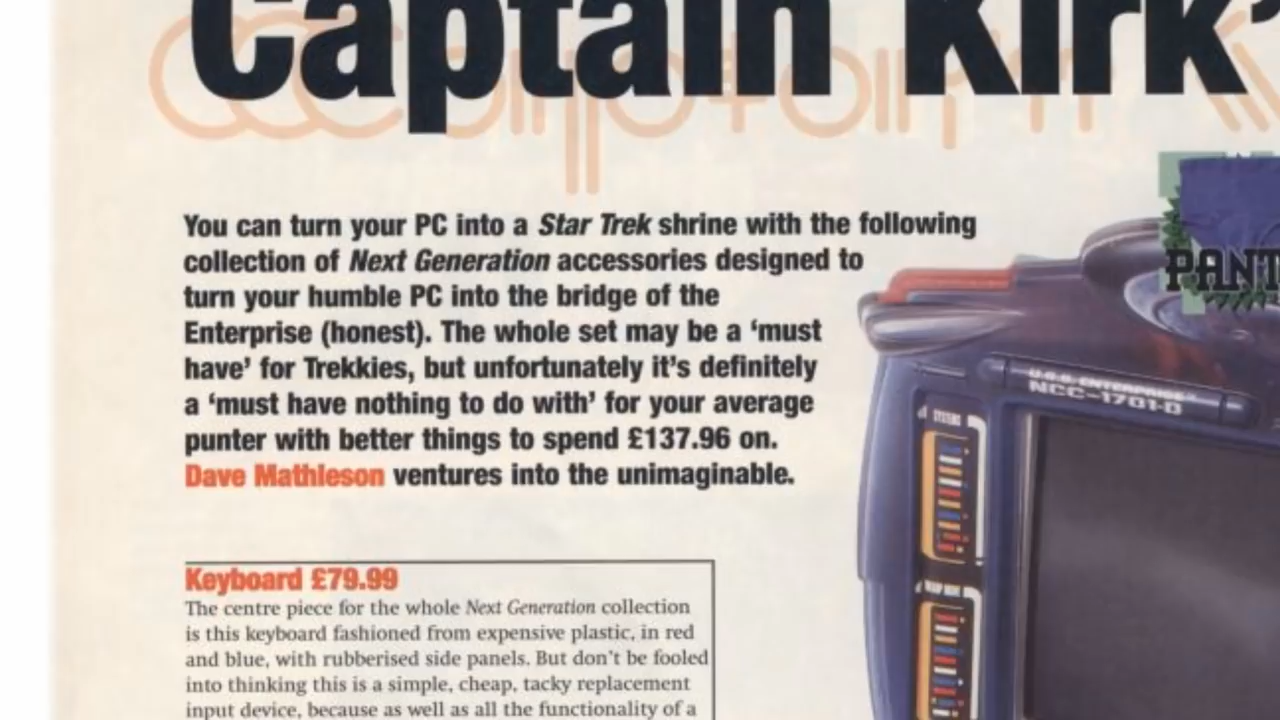 Captain Kirk'
You can turn your PC into a Star Trek shrine with the following
collection of Next Generation accessories designed to
turn your humble PC into the bridge of the
Enterprise (honest). The whole set may be a ‘must
have’ for Trekkies, but unfortunately it’s definitely
a ‘must have nothing to do with’ for your average
punter with better things to spend £137.96 on.
Dave Mathieson ventures into the unimaginable.
PANT
U.S.S. ENTERPRISE™
NCC-1701-D
SYSTEMS
WARP DRIVE
Keyboard £79.99
The centre piece for the whole Next Generation collection
is this keyboard fashioned from expensive plastic, in red
and blue, with rubberised side panels. But don't be fooled
into thinking this is a simple, cheap, tacky replacement
input device, because as well as all the functionality of a